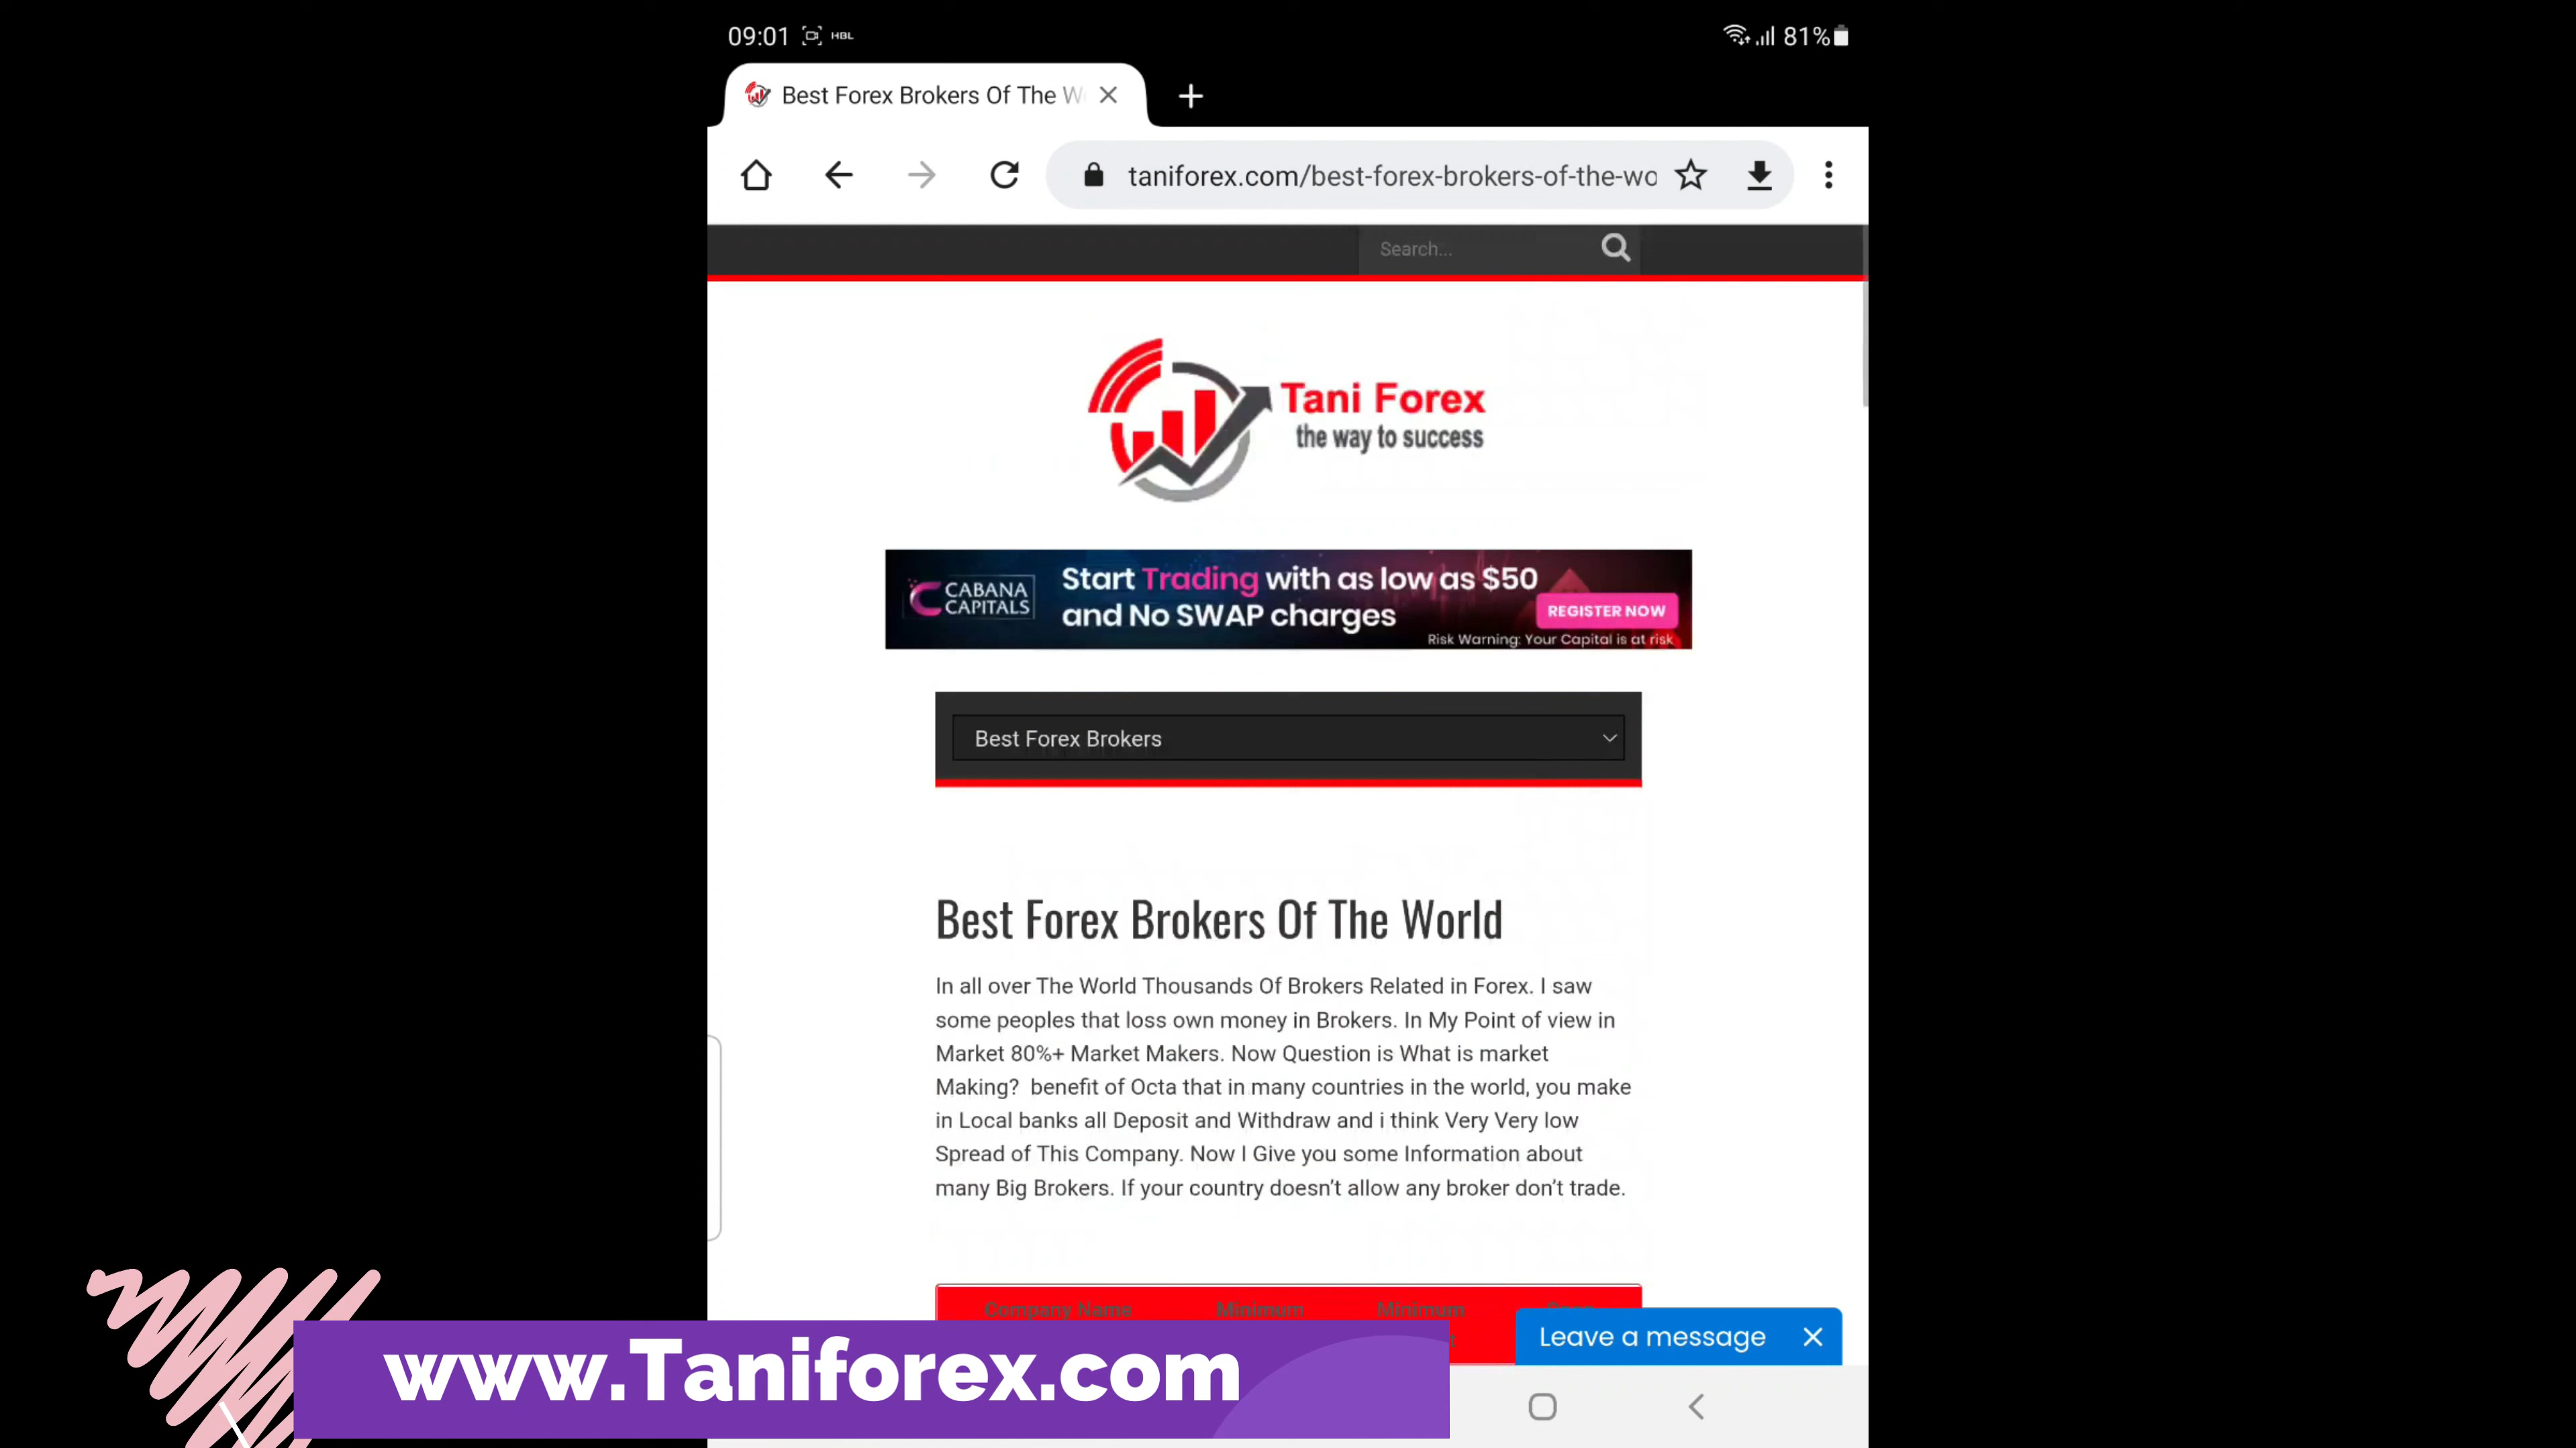 09:01 HBL 81%
Best Forex Brokers Of The W
taniforex.com/best-forex-brokers-of-the-wo
Search...
Tani Forex
the way to success
CABANA
CAPITALS
Start Trading with as low as $50
and No SWAP charges
REGISTER NOW
Risk Warning: Your Capital is at risk
Best Forex Brokers
Best Forex Brokers Of The World
In all over The World Thousands Of Brokers Related in Forex. I saw
some peoples that loss own money in Brokers. In My Point of view in
Market 80%+ Market Makers. Now Question is What is market
Making? benefit of Octa that in many countries in the world, you make
in Local banks all Deposit and Withdraw and i think Very Very low
Spread of This Company. Now I Give you some Information about
many Big Brokers. If your country doesn't allow any broker don't trade.
Company Name Minimum Minimum
Leave a message
www.Taniforex.com